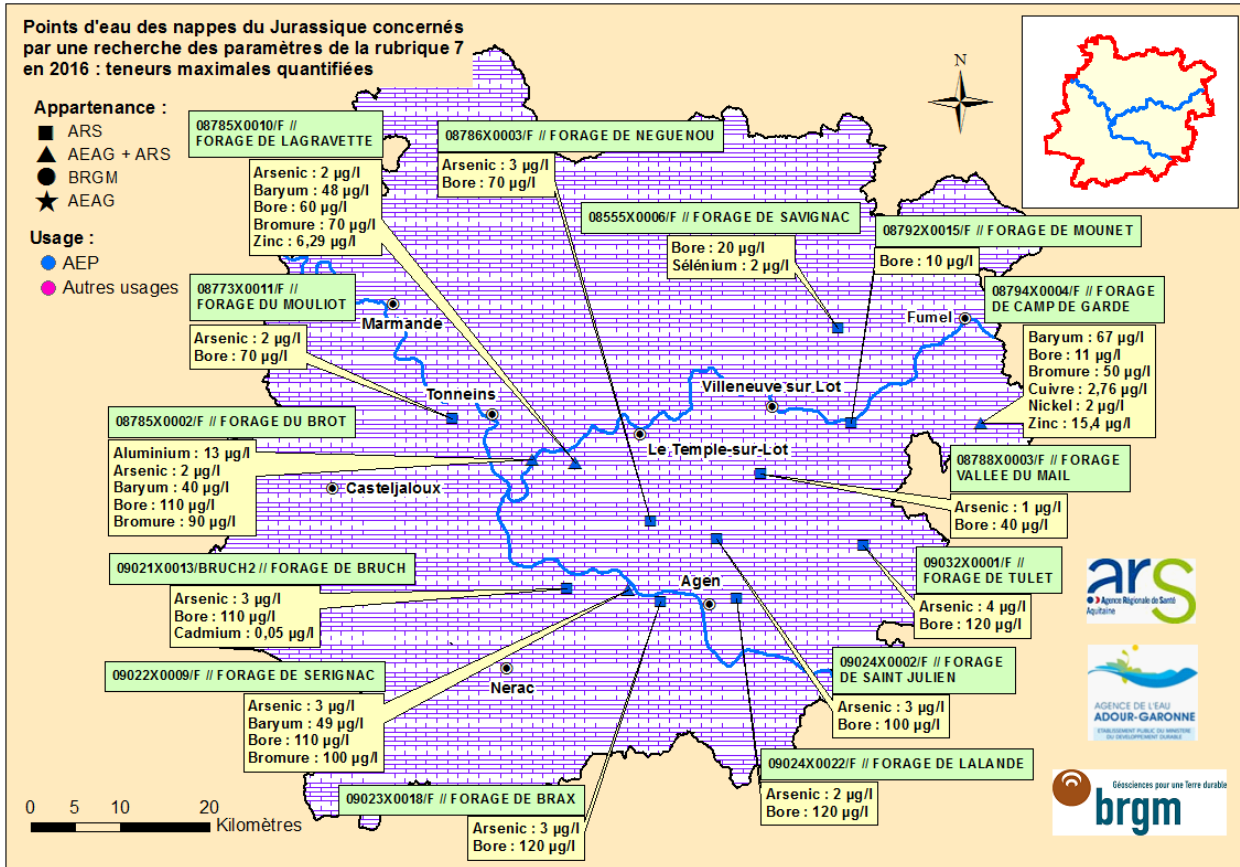 Points d'eau des nappes du Jurassique concernés
par une recherche des paramètres de la rubrique 7
en 2016 : teneurs maximales quantifiées
Appartenance :
ARS
AEAG + ARS
BRGM
AEAG
Usage :
AEP
Autres usages
N
08785X0010/F //
FORAGE DE LAGRAVETTE
Arsenic : 2 µg/l
Baryum : 48 µg/l
Bore : 60 µg/l
Bromure : 70 µg/l
Zinc : 6,29 µg/l
08786X0003/F // FORAGE DE NEGUENOU
Arsenic : 3 µg/l
Bore : 70 µg/l
08555X0006/F // FORAGE DE SAVIGNAC
Bore : 20 µg/l
Sélénium : 2 µg/l
08792X0015/F // FORAGE DE MOUNET
Bore : 10 µg/l
08794X0004/F // FORAGE
DE CAMP DE GARDE
Baryum : 67 µg/l
Bore : 11 µg/l
Bromure : 50 µg/l
Cuivre : 2,76 µg/l
Nickel : 2 µg/l
Zinc : 15,4 µg/l
08773X0011/F //
FORAGE DU MOULIOT
Arsenic : 2 µg/l
Bore : 70 µg/l
Marmande
Fumel
Tonneins
Villeneuve sur Lot
Le Temple-sur-Lot
Casteljaloux
Agen
Nerac
08785X0002/F // FORAGE DU BROT
Aluminium : 13 µg/l
Arsenic : 2 µg/l
Baryum : 40 µg/l
Bore : 110 µg/l
Bromure : 90 µg/l
08788X0003/F // FORAGE
VALLEE DU MAIL
Arsenic : 1 µg/l
Bore : 40 µg/l
09021X0013/BRUCH2 // FORAGE DE BRUCH
Arsenic : 3 µg/l
Bore : 110 µg/l
Cadmium : 0,05 µg/l
09032X0001/F //
FORAGE DE TULET
Arsenic : 4 µg/l
Bore : 120 µg/l
09022X0009/F // FORAGE DE SERIGNAC
Arsenic : 3 µg/l
Baryum : 49 µg/l
Bore : 110 µg/l
Bromure : 100 µg/l
09024X0002/F // FORAGE
DE SAINT JULIEN
Arsenic : 3 µg/l
Bore : 100 µg/l
09024X0022/F // FORAGE DE LALANDE
Arsenic : 2 µg/l
Bore : 120 µg/l
09023X0018/F // FORAGE DE BRAX
Arsenic : 3 µg/l
Bore : 120 µg/l
0 10 20
Kilomètres
ars
Agence Régionale de Santé
Aquitaine
AGENCE DE L'EAU
ADOUR-GARONNE
ETABLISSEMENT PUBLIC DU MINISTERE
DU DEVELOPPEMENT DURABLE
Géosciences pour une Terre durable
brgm